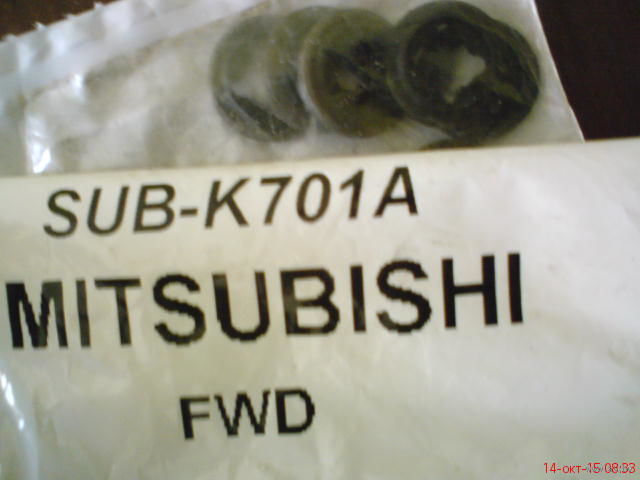 SUB-K701A
MITSUBISHI
FWD
14-окт-15 08:33